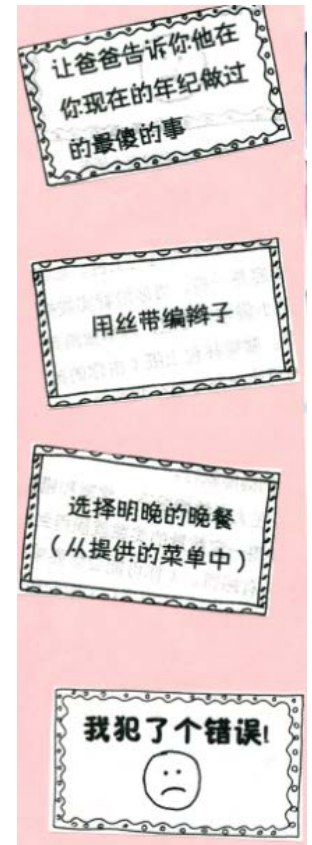 让爸爸告诉你他在
你现在的年纪做过
的最傻的事
用丝带编辫子
选择明晚的晚餐
（从提供的菜单中）
我犯了个错误!